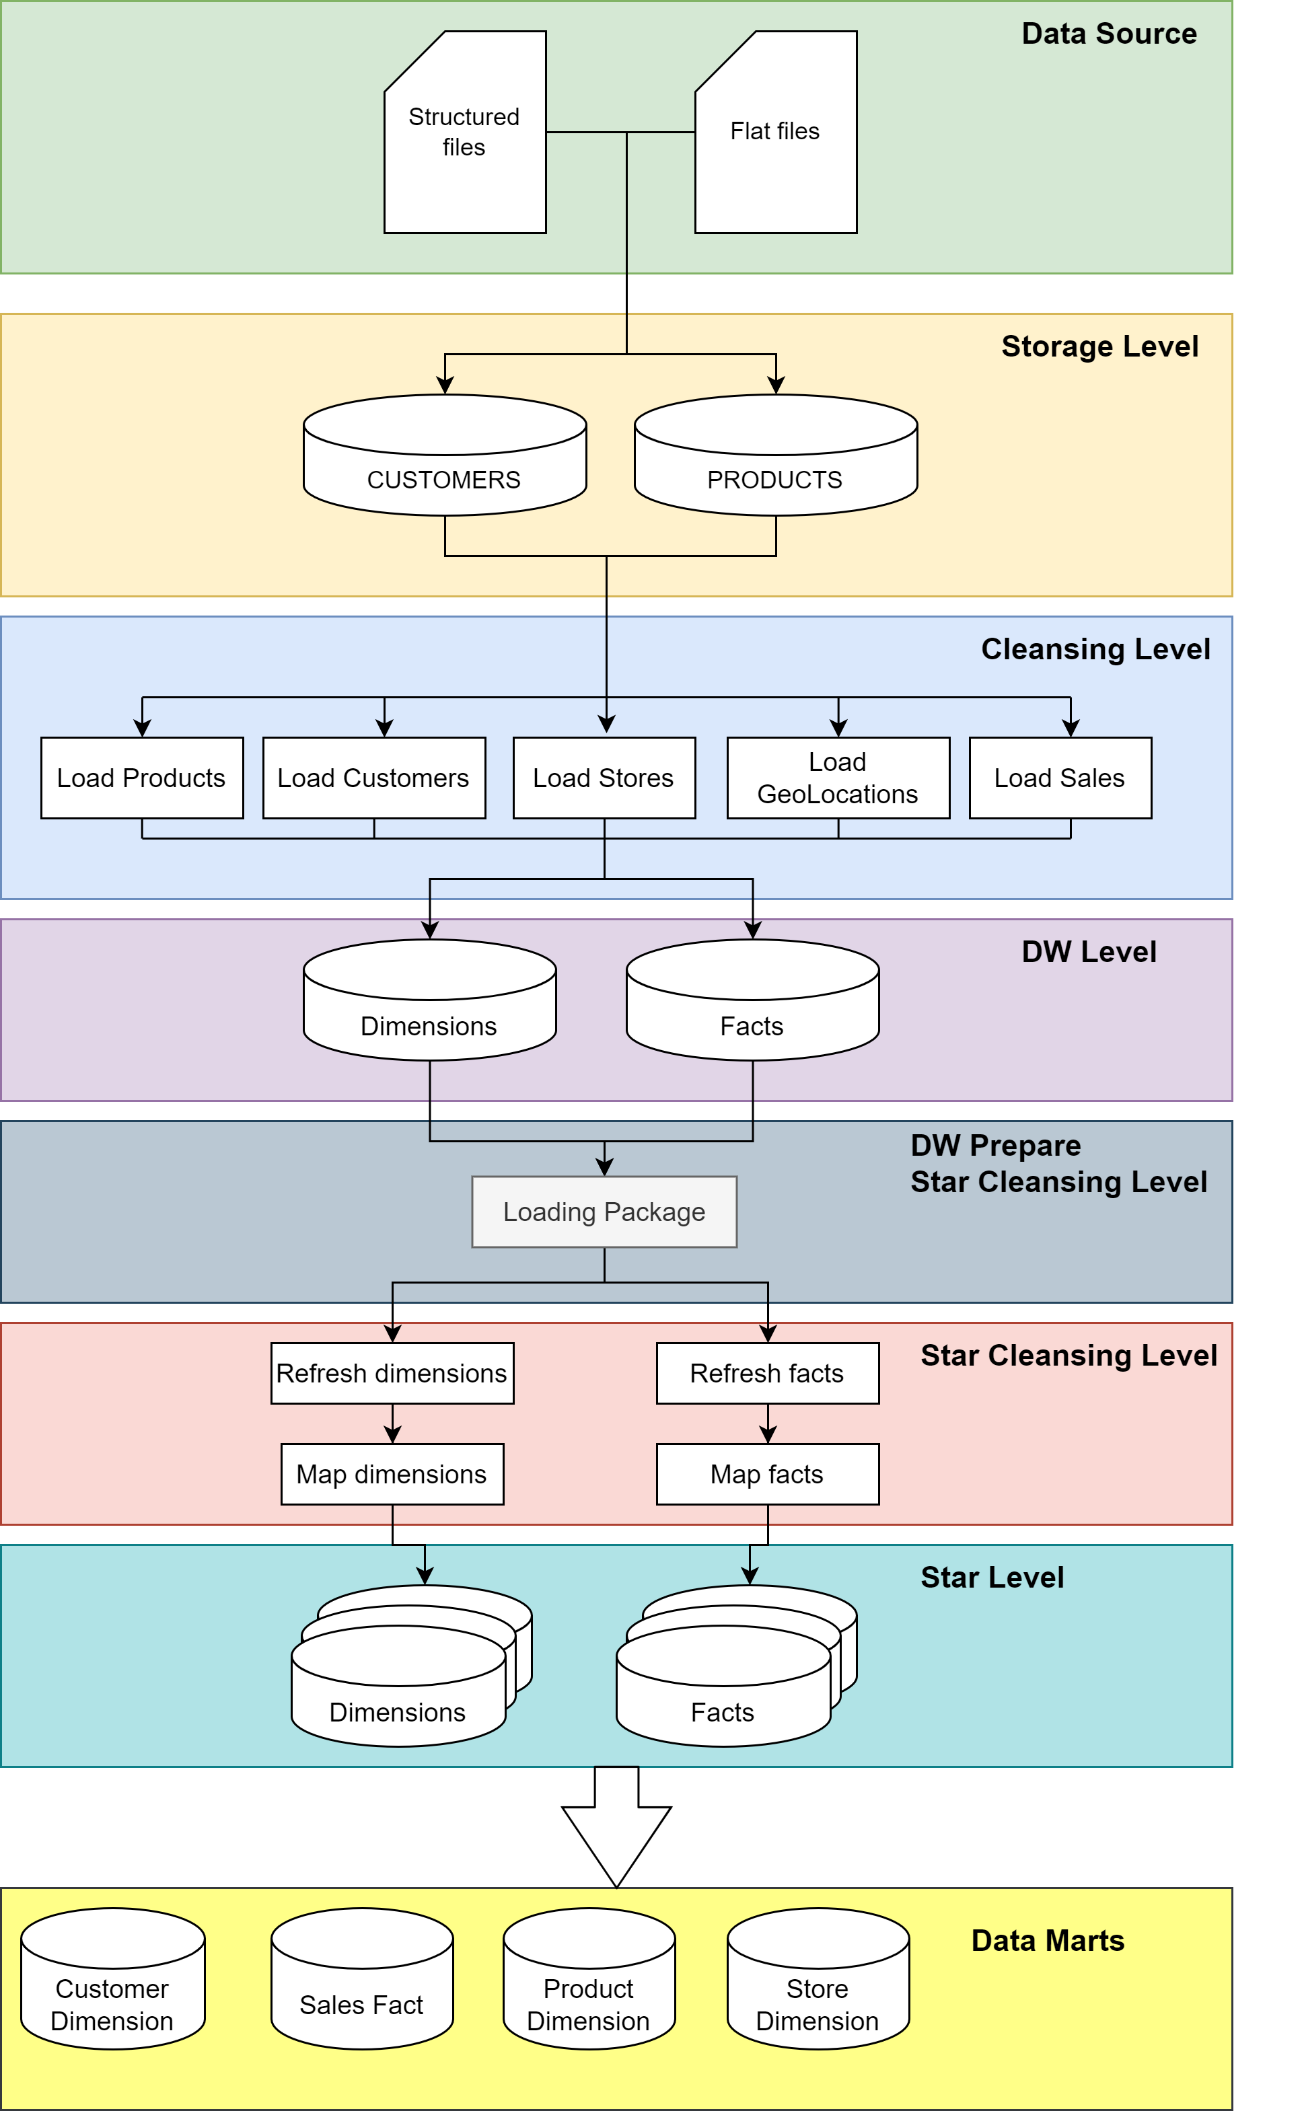 Data Source
Structured
files
Flat files
Storage Level
CUSTOMERS
PRODUCTS
Cleansing Level
Load Products
Load Customers
Load Stores
Load
GeoLocations
Load Sales
DW Level
Dimensions
Facts
DW Prepare
Star Cleansing Level
Loading Package
Star Cleansing Level
Refresh dimensions
Refresh facts
Map dimensions
Map facts
Star Level
Dimensions
Facts
Data Marts
Customer
Dimension
Sales Fact
Product
Dimension
Store
Dimension